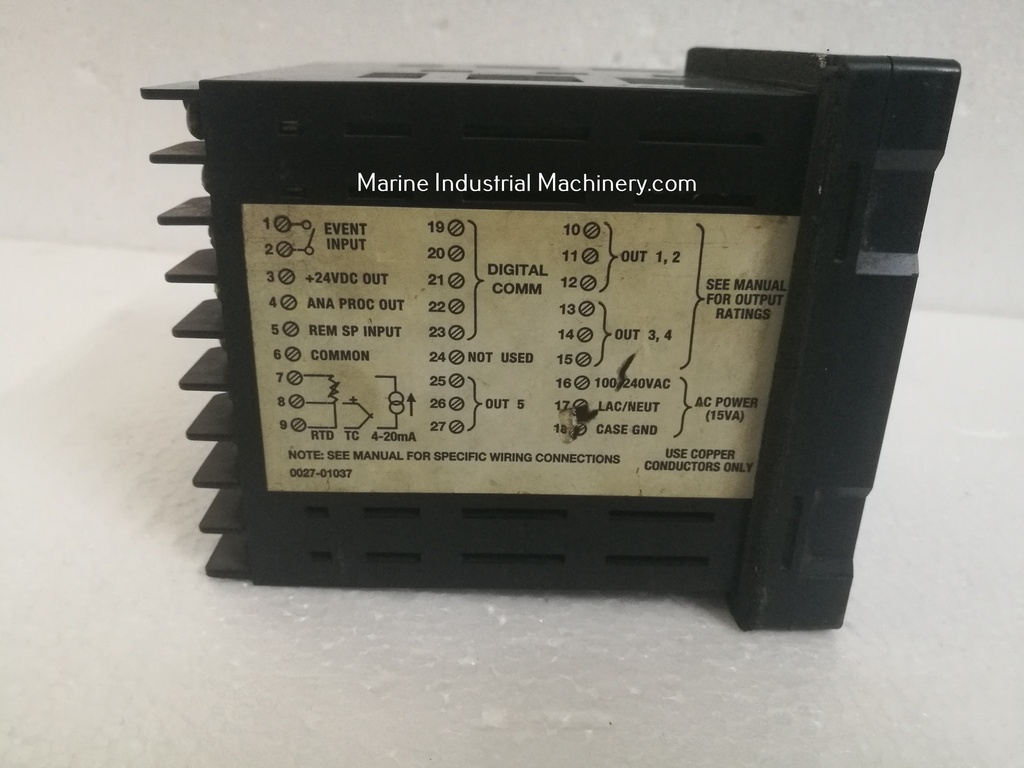 Marine Industrial Machinery.com
1 EVENT
2 INPUT
3 +24VDC OUT
4 ANA PROC OUT
5 REM SP INPUT
6 COMMON
7
8 +
9 RTD TC 4-20mA
19
20
21 DIGITAL
22 COMM
23
24 NOT USED
25
26 OUT 5
27
10
11 OUT 1, 2
12
13
14 OUT 3, 4
15
SEE MANUAL
FOR OUTPUT
RATINGS
16 100/240VAC
17 LAC/NEUT
18 CASE GND
AC POWER
(15VA)
NOTE: SEE MANUAL FOR SPECIFIC WIRING CONNECTIONS
0027-01037
USE COPPER
CONDUCTORS ONLY